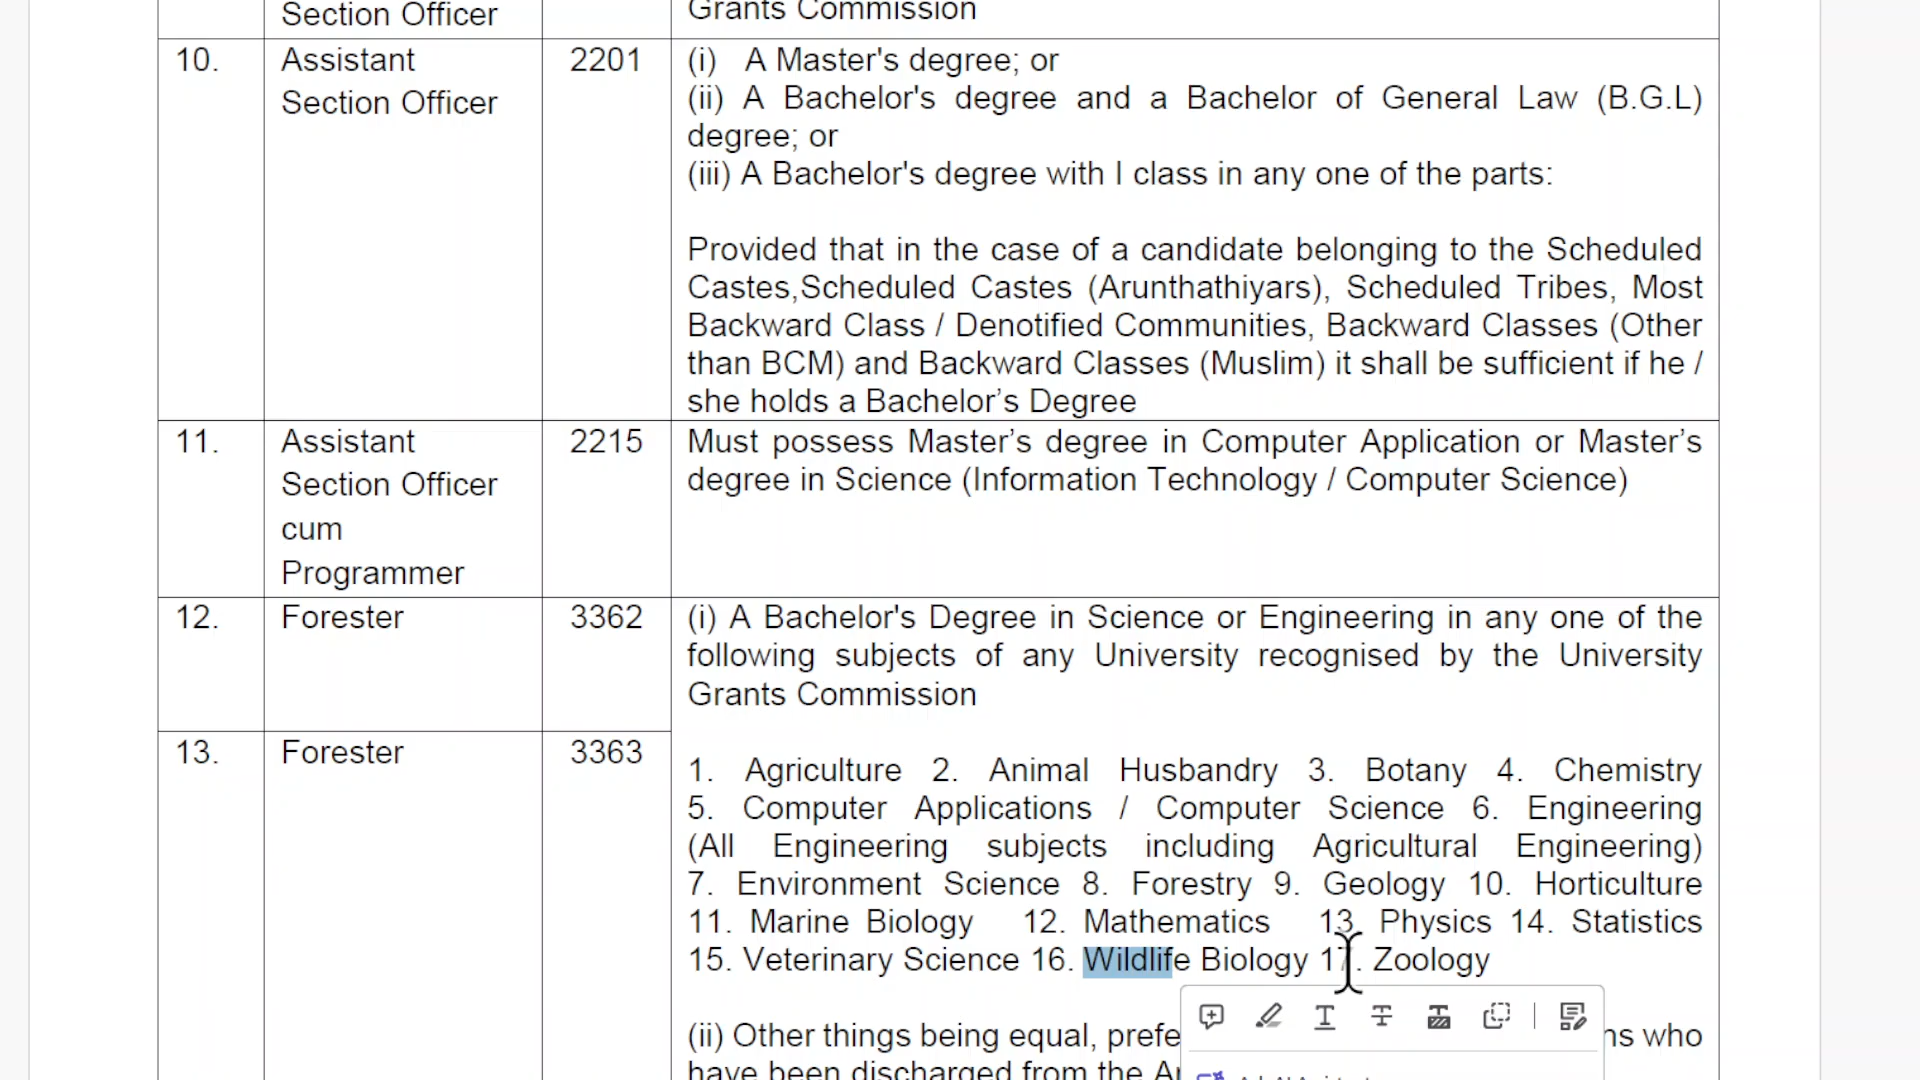 Section Officer
Grants Commission
10. Assistant Section Officer 2201
(i) A Master's degree; or
(ii) A Bachelor's degree and a Bachelor of General Law (B.G.L)
degree; or
(iii) A Bachelor's degree with I class in any one of the parts:
Provided that in the case of a candidate belonging to the Scheduled
Castes,Scheduled Castes (Arunthathiyars), Scheduled Tribes, Most
Backward Class / Denotified Communities, Backward Classes (Other
than BCM) and Backward Classes (Muslim) it shall be sufficient if he /
she holds a Bachelor’s Degree
11. Assistant
Section Officer
cum
Programmer
2215
Must possess Master’s degree in Computer Application or Master’s
degree in Science (Information Technology / Computer Science)
12. Forester 3362
(i) A Bachelor's Degree in Science or Engineering in any one of the
following subjects of any University recognised by the University
Grants Commission
13. Forester 3363
1. Agriculture 2. Animal Husbandry 3. Botany 4. Chemistry
5. Computer Applications / Computer Science 6. Engineering
(All Engineering subjects including Agricultural Engineering)
7. Environment Science 8. Forestry 9. Geology 10. Horticulture
11. Marine Biology 12. Mathematics 13. Physics 14. Statistics
15. Veterinary Science 16. Wildlife Biology 17. Zoology
(ii) Other things being equal, who
have been discharged from the